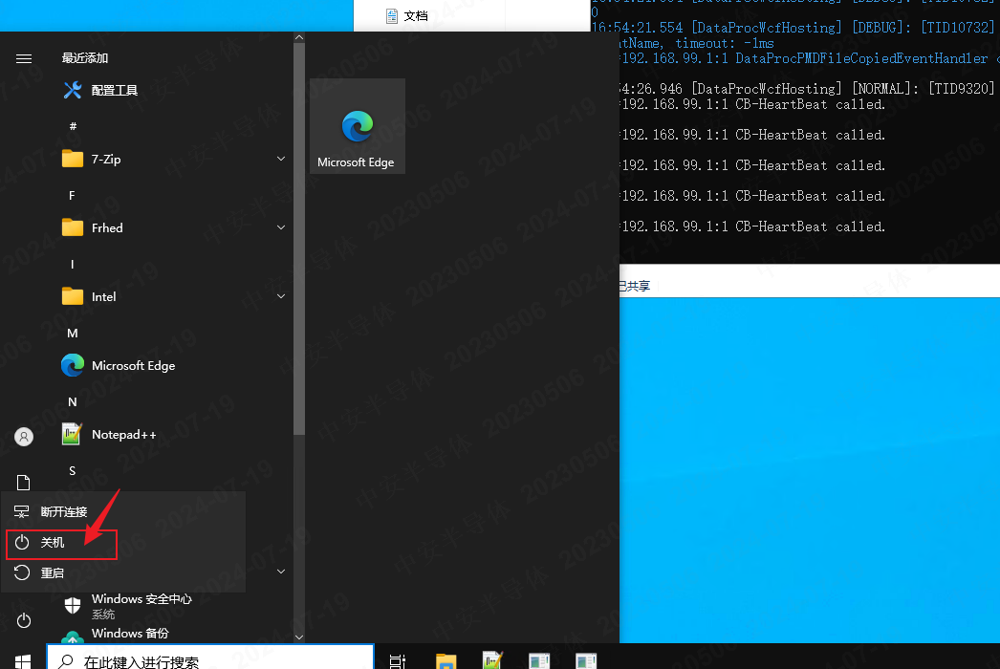 文档
16:54:21.554 [DataProcWcfHosting] [DEBUG]: [TID10732]
ntName, timeout: -1ms
192.168.99.1:1 DataProcPMDFileCopiedEventHandler
54:26.946 [DataProcWcfHosting] [NORMAL]: [TID9320]
192.168.99.1:1 CB-HeartBeat called.
192.168.99.1:1 CB-HeartBeat called.
192.168.99.1:1 CB-HeartBeat called.
192.168.99.1:1 CB-HeartBeat called.
192.168.99.1:1 CB-HeartBeat called.
已共享
最近添加
配置工具
#
7-Zip
F
Frhed
I
Intel
M
Microsoft Edge
N
Notepad++
S
断开连接
关机
重启
Windows 安全中心
系统
Windows 备份
Microsoft Edge
在此键入进行搜索
中安半导体 20230506 2024-07-19